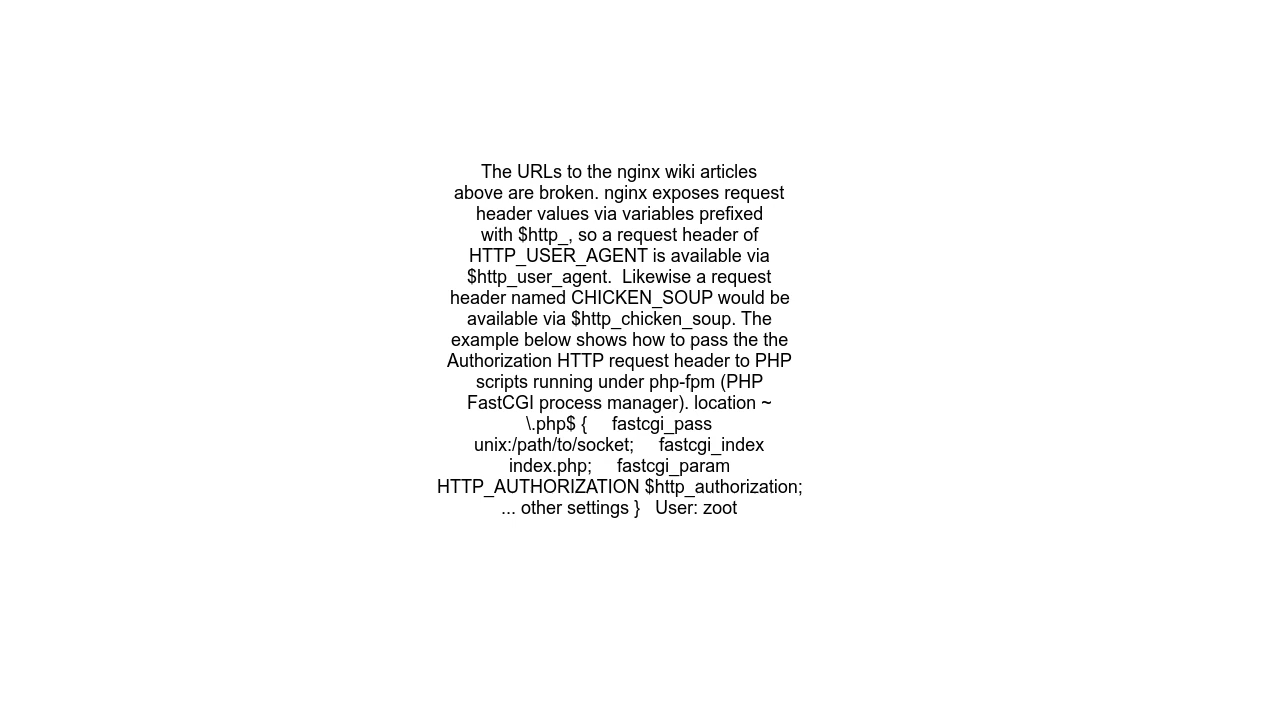 The URLs to the nginx wiki articles
above are broken. nginx exposes request
header values via variables prefixed
with $http_, so a request header of
HTTP_USER_AGENT is available via
$http_user_agent.  Likewise a request
header named CHICKEN_SOUP would be
available via $http_chicken_soup. The
example below shows how to pass the the
Authorization HTTP request header to PHP
scripts running under php-fpm (PHP
FastCGI process manager). location ~
\.php$ {     fastcgi_pass
unix:/path/to/socket;     fastcgi_index
index.php;     fastcgi_param
HTTP_AUTHORIZATION $http_authorization;
... other settings }   User: zoot